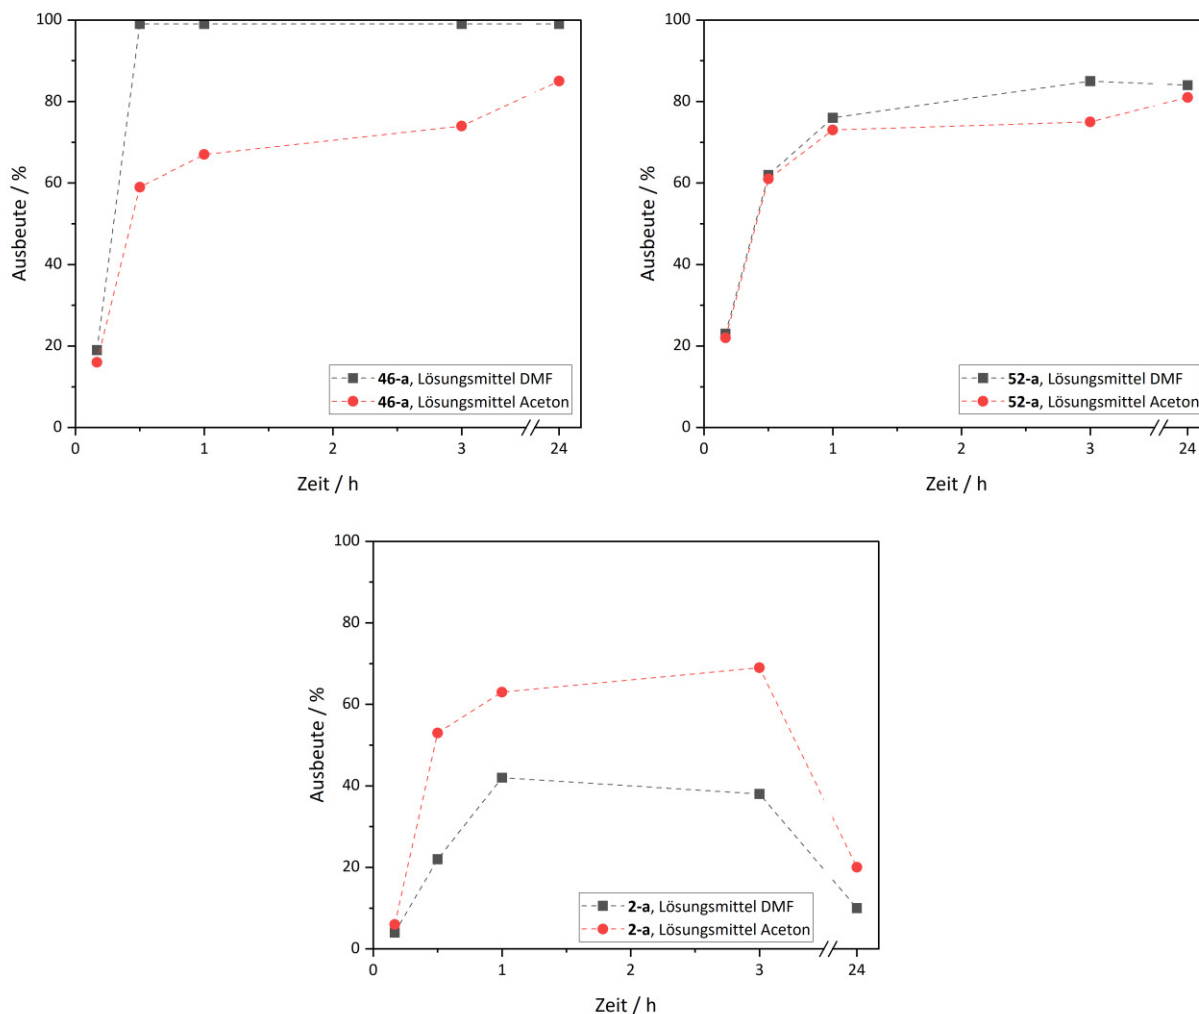 100
80
60
40
20
0
Ausbeute / %
46-a, Lösungsmittel DMF
46-a, Lösungsmittel Aceton
0 1 2 3 24
Zeit / h
100
80
60
40
20
0
Ausbeute / %
52-a, Lösungsmittel DMF
52-a, Lösungsmittel Aceton
0 1 2 3 24
Zeit / h
100
80
60
40
20
0
Ausbeute / %
2-a, Lösungsmittel DMF
2-a, Lösungsmittel Aceton
0 1 2 3 24
Zeit / h